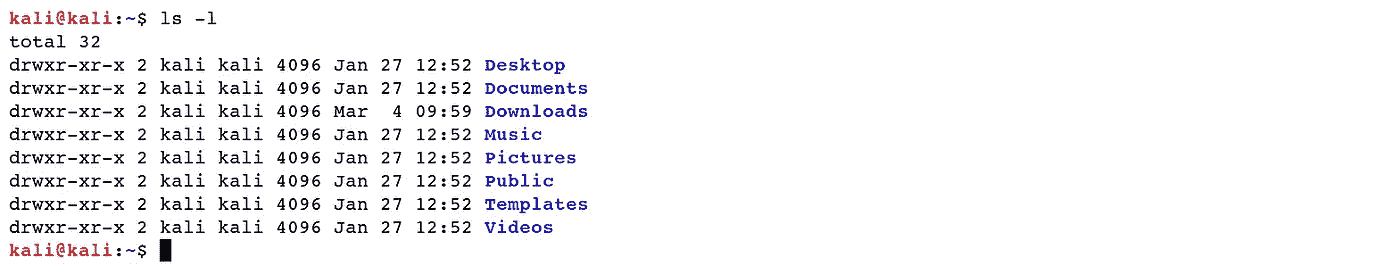 kali@kali:~$ ls -l
total 32
drwxr-xr-x 2 kali kali 4096 Jan 27 12:52 Desktop
drwxr-xr-x 2 kali kali 4096 Jan 27 12:52 Documents
drwxr-xr-x 2 kali kali 4096 Mar  4 09:59 Downloads
drwxr-xr-x 2 kali kali 4096 Jan 27 12:52 Music
drwxr-xr-x 2 kali kali 4096 Jan 27 12:52 Pictures
drwxr-xr-x 2 kali kali 4096 Jan 27 12:52 Public
drwxr-xr-x 2 kali kali 4096 Jan 27 12:52 Templates
drwxr-xr-x 2 kali kali 4096 Jan 27 12:52 Videos
kali@kali:~$